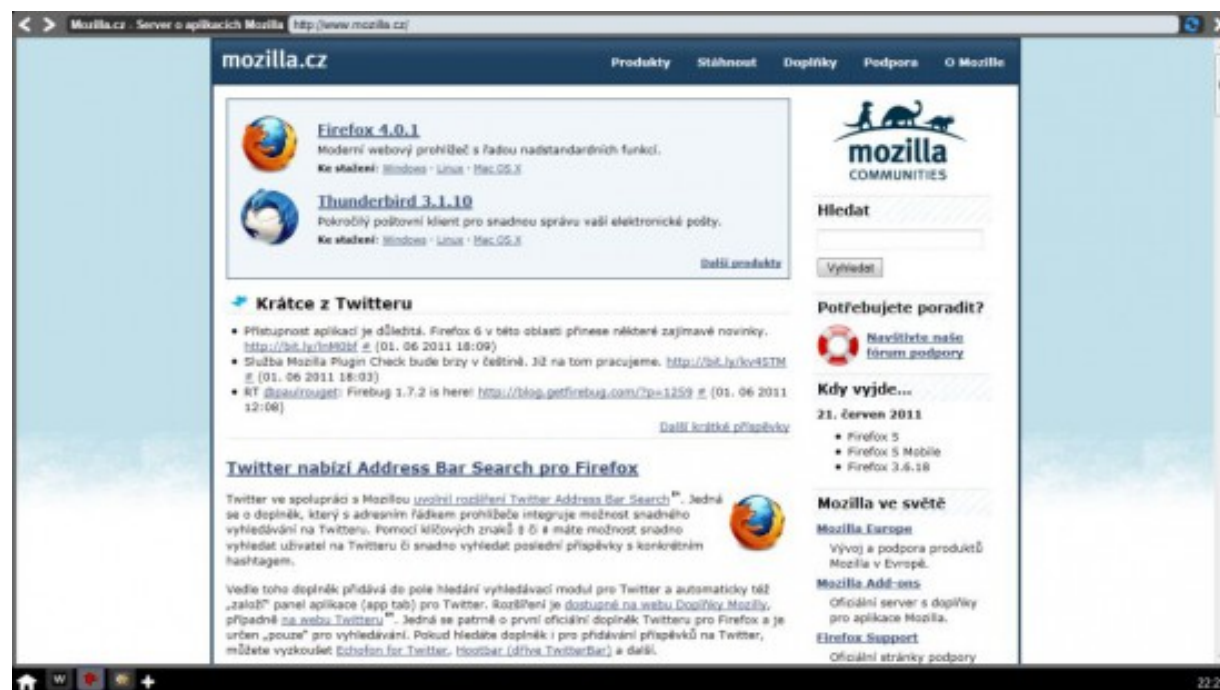 Mozilla.cz - Server o aplikacích Mozilla http://www.mozilla.cz/
mozilla.cz
Produkty Stáhnout Doplňky Podpora O Mozille
Firefox 4.0.1
Moderní webový prohlížeč s řadou nadstandardních funkcí.
Ke stažení: Windows · Linux · Mac OS X
Thunderbird 3.1.10
Pokročilý poštovní klient pro snadnou správu vaší elektronické pošty.
Ke stažení: Windows · Linux · Mac OS X
Další produkty
Krátce z Twitteru
• Přístupnost aplikací je důležitá. Firefox 6 v této oblasti přinese některé zajímavé novinky.
# (01. 06 2011 18:09)
• Služba Mozilla Plugin Check bude brzy v češtině. Již na tom pracujeme. http://bit.ly/kv45TM
# (01. 06 2011 18:03)
• RT @paulrouget: Firebug 1.7.2 is here! http://blog.getfirebug.com/?p=1259 # (01. 06 2011
12:08)
Další krátké příspěvky
Twitter nabízí Address Bar Search pro Firefox
Twitter ve spolupráci s Mozillou uvolnil rozšíření Twitter Address Bar Search. Jedná
se o doplněk, který s adresním řádkem prohlížeče integruje možnost snadného
vyhledávání na Twitteru. Pomocí klíčových znaků @ či # máte možnost snadno
vyhledat uživatel na Twitteru či snadno vyhledat poslední příspěvky s konkrétním
hashtagem.
Vedle toho doplněk přidává do pole hledání vyhledávací modul pro Twitter a automaticky též
„založí" panel aplikace (app tab) pro Twitter. Rozšíření je dostupné na webu Doplňky Mozilly,
případně na webu Twitteru. Jedná se patrně o první oficiální doplněk Twitteru pro Firefox a je
určen „pouze" pro vyhledávání. Pokud hledáte doplněk i pro přidávání příspěvků na Twitter,
můžete vyzkoušet Echofon for Twitter, Hootbar (dříve TwitterBar) a další.
mozilla
COMMUNITIES
Hledat
Vyhledat
Potřebujete poradit?
Navštivte naše
fórum podpory
Kdy vyjde...
21. červen 2011
• Firefox 5
• Firefox 5 Mobile
• Firefox 3.6.18
Mozilla ve světě
Mozilla Europe
Vývoj a podpora produktů
Mozilla v Evropě.
Mozilla Add-ons
Oficiální server s doplňky
pro aplikace Mozilla.
Firefox Support
Oficiální stránky podpory
W